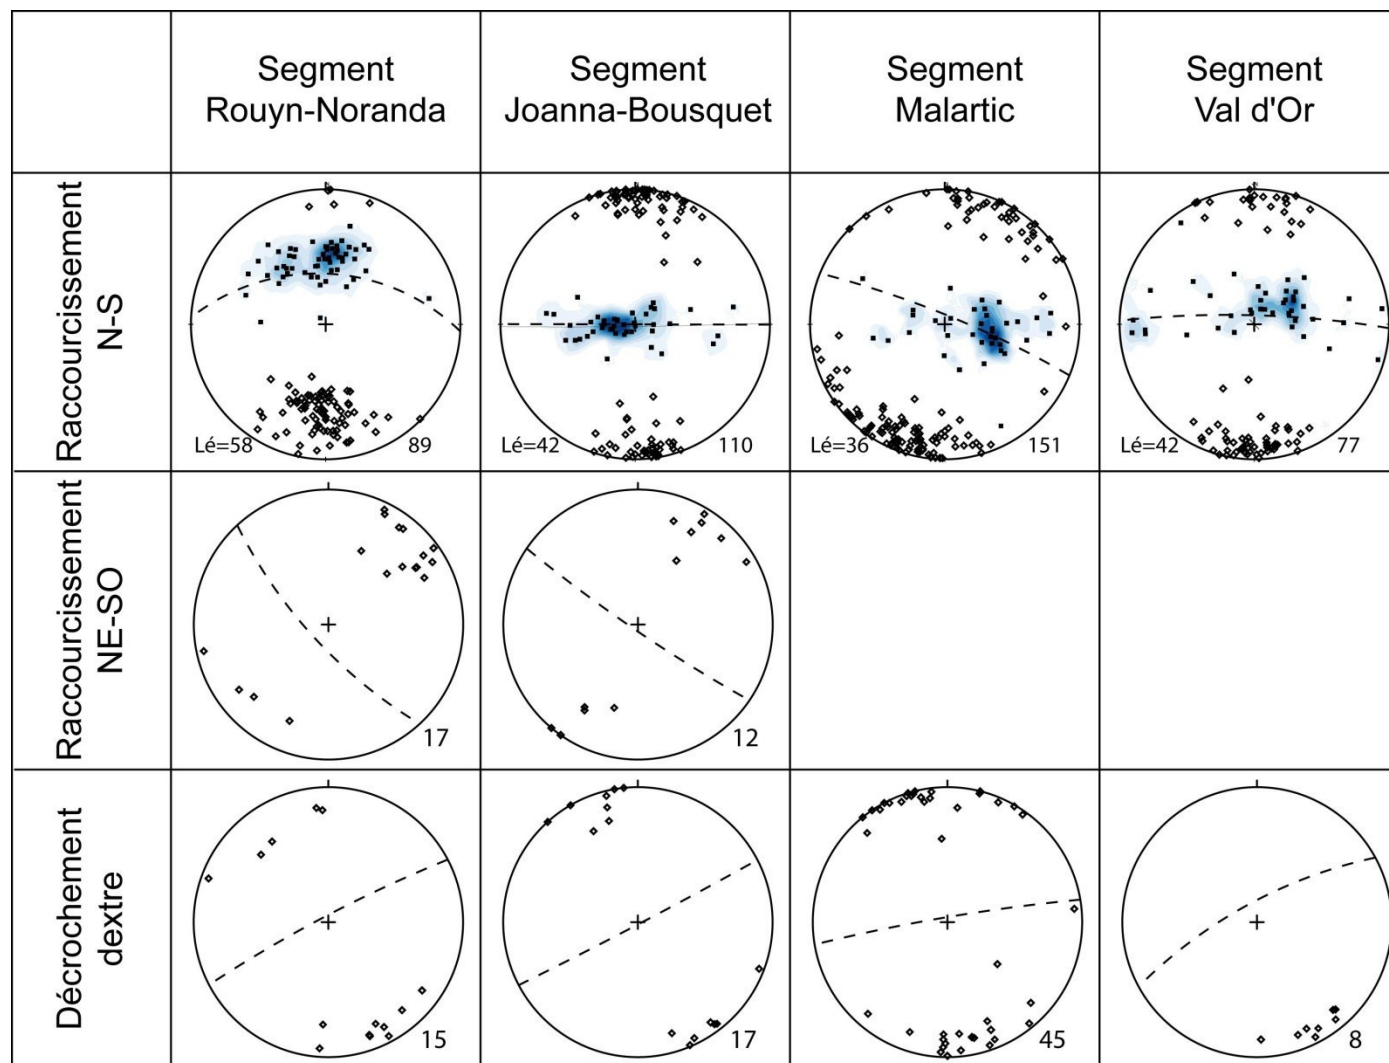 Segment
Rouyn-Noranda
Segment
Joanna-Bousquet
Segment
Malartic
Segment
Val d'Or
Raccourcissement
N-S
Lé=58
89
Lé=42
110
Lé=36
151
Lé=42
77
Raccourcissement
NE-SO
17
12
Décrochement
dextre
15
17
45
8